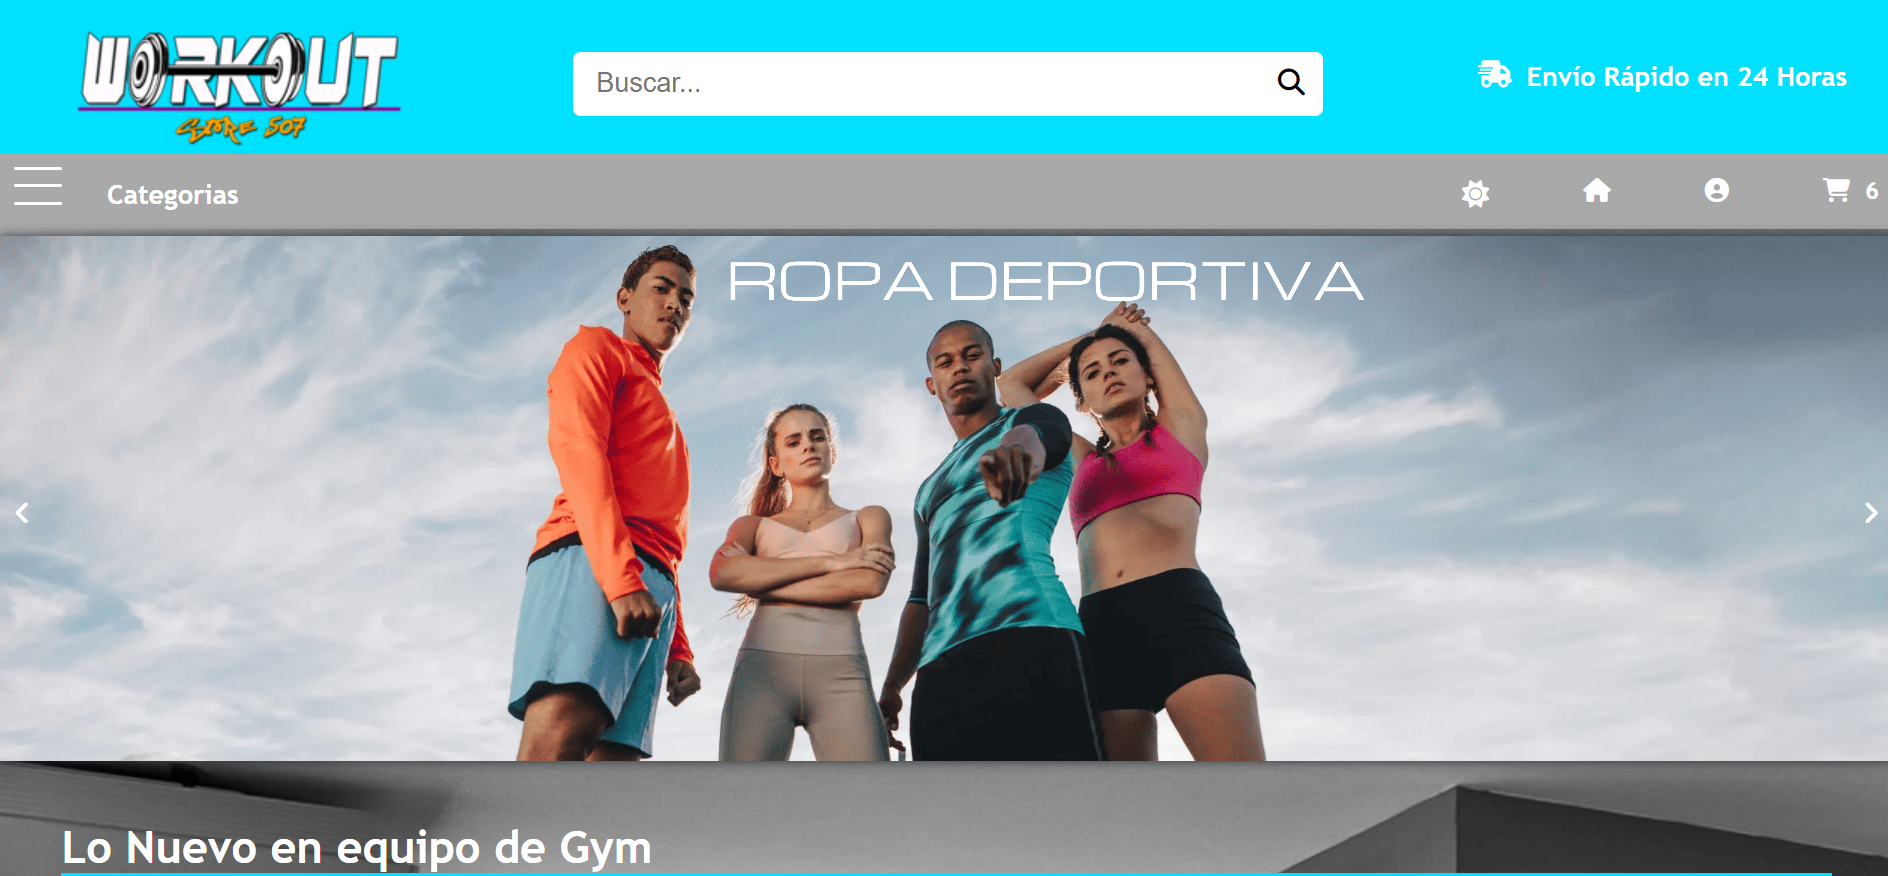 WORKOUT
Store 507
Buscar...
Envío Rápido en 24 Horas
Categorias
6
ROPA DEPORTIVA
Lo Nuevo en equipo de Gym